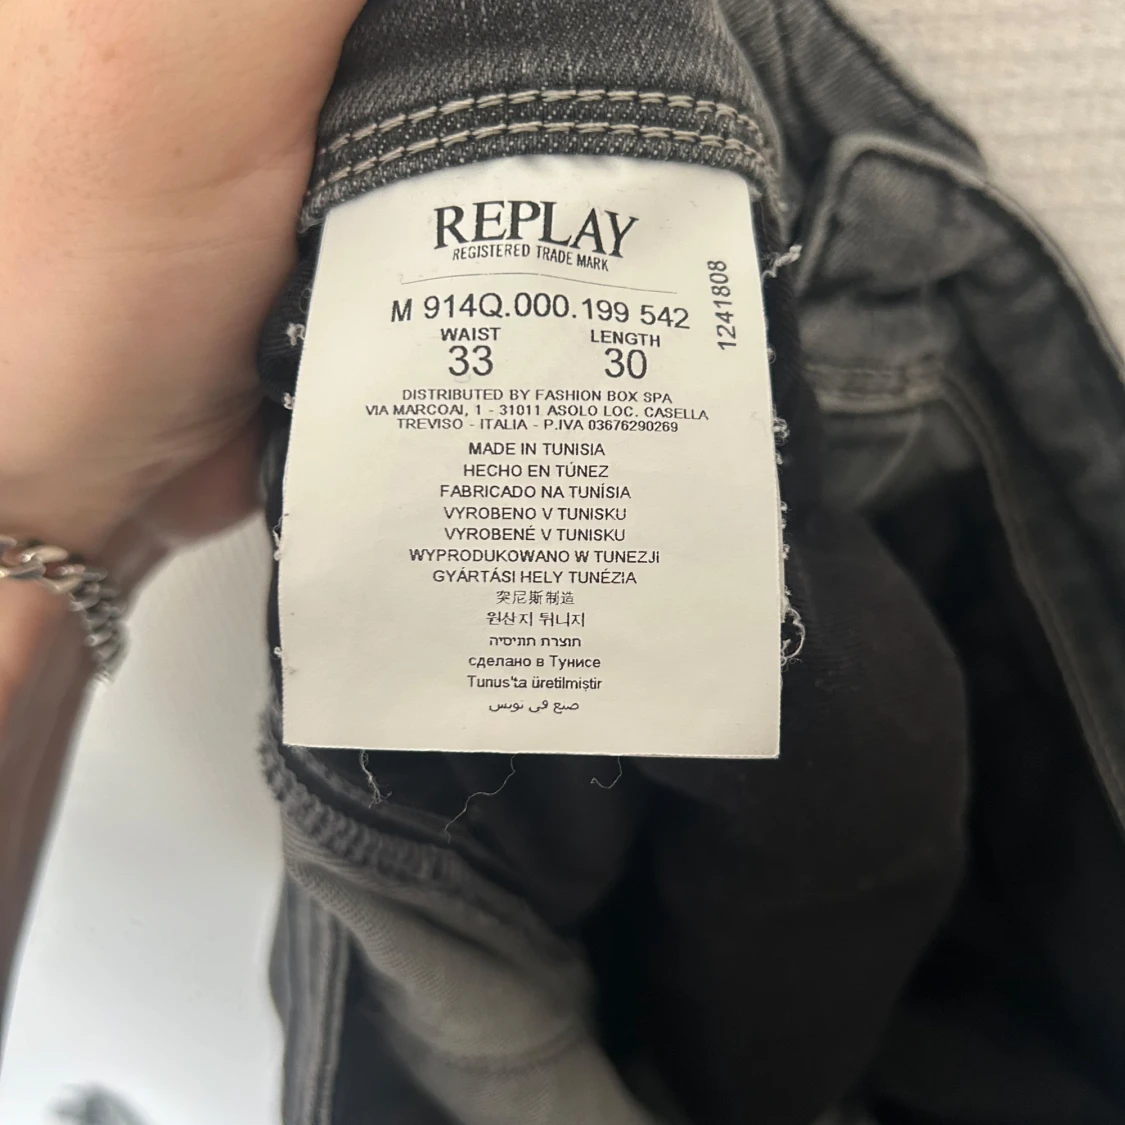 REPLAY
REGISTERED TRADE MARK
M 914Q.000.199 542
1241808
WAIST LENGTH
33 30
DISTRIBUTED BY FASHION BOX SPA
VIA MARCOAI, 1 - 31011 ASOLO LOC. CASELLA
TREVISO - ITALIA - P.IVA 03676290269
MADE IN TUNISIA
HECHO EN TÚNEZ
FABRICADO NA TUNÍSIA
VYROBENO V TUNISKU
VYROBENÉ V TUNISKU
WYPRODUKOWANO W TUNEZJI
GYÁRTÁSI HELY TUNÉZIA
突尼斯制造
원산지 튀니지
תוצרת תוניסיה
сделано в Тунисе
Tunus'ta üretilmiştir
صنع في تونس